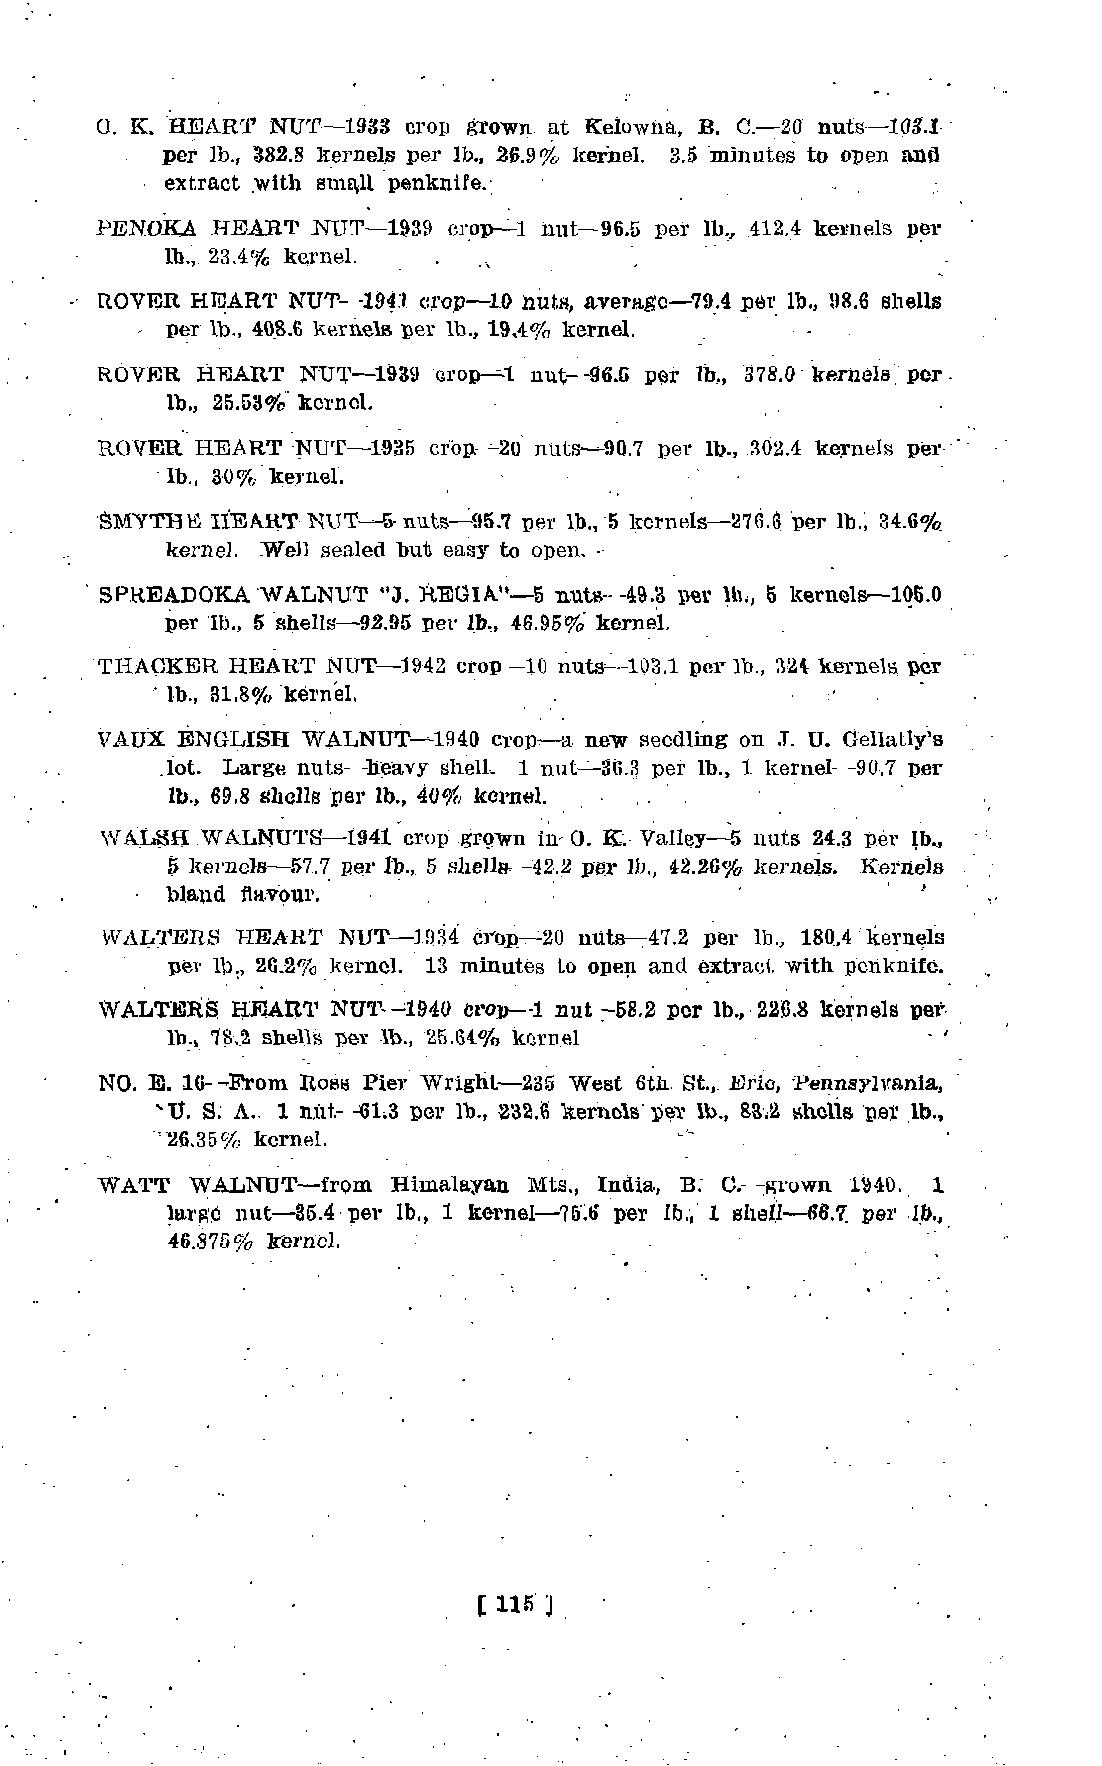 O. K. HEART NUT—1933 crop grown at Kelowna, B. C.—20 nuts—103.1
per lb., 382.8 kernels per lb., 26.9% kernel. 3.5 minutes to open and
extract with small penknife.
PENOKA HEART NUT—1939 crop—1 nut—96.5 per lb., 412.4 kernels per
lb., 23.4% kernel.
ROVER HEART NUT—1941 crop—10 nuts, average—79.4 per lb., 98.6 shells
per lb., 408.6 kernels per lb., 19.4% kernel.
ROVER HEART NUT—1939 crop—1 nut—96.5 per lb., 378.0 kernels per
lb., 25.53% kernel.
ROVER HEART NUT—1935 crop—20 nuts—90.7 per lb., 302.4 kernels per
lb., 30% kernel.
SMYTHE HEART NUT—5 nuts—95.7 per lb., 5 kernels—276.6 per lb., 34.6%
kernel. Well sealed but easy to open.
SPREADOKA WALNUT "J. REGIA"—5 nuts—49.3 per lb., 5 kernels—105.0
per lb., 5 shells—92.95 per lb., 46.95% kernel.
THACKER HEART NUT—1942 crop—10 nuts—103.1 per lb., 324 kernels per
lb., 31.8% kernel.
VAUX ENGLISH WALNUT—1940 crop—a new seedling on J. U. Gellatly's
lot. Large nuts—heavy shell. 1 nut—36.3 per lb., 1 kernel—90.7 per
lb., 69.8 shells per lb., 40% kernel.
WALSH WALNUTS—1941 crop grown in O. K. Valley—5 nuts 24.3 per lb.,
5 kernels—57.7 per lb., 5 shells—42.2 per lb., 42.26% kernels. Kernels
bland flavour.
WALTERS HEART NUT—1934 crop—20 nuts—47.2 per lb., 180.4 kernels
per lb., 26.2% kernel. 13 minutes to open and extract with penknife.
WALTERS HEART NUT—1940 crop—1 nut—58.2 per lb., 226.8 kernels per
lb., 78.2 shells per lb., 25.64% kernel
NO. E. 16—From Ross Pier Wright—235 West 6th St., Erie, Pennsylvania,
U. S. A. 1 nut—61.3 per lb., 232.6 kernels per lb., 83.2 shells per lb.,
26.35% kernel.
WATT WALNUT—from Himalayan Mts., India, B. C.—grown 1940. 1
large nut—35.4 per lb., 1 kernel—75.6 per lb., 1 shell—66.7 per lb.,
46.875% kernel.
[ 115 ]